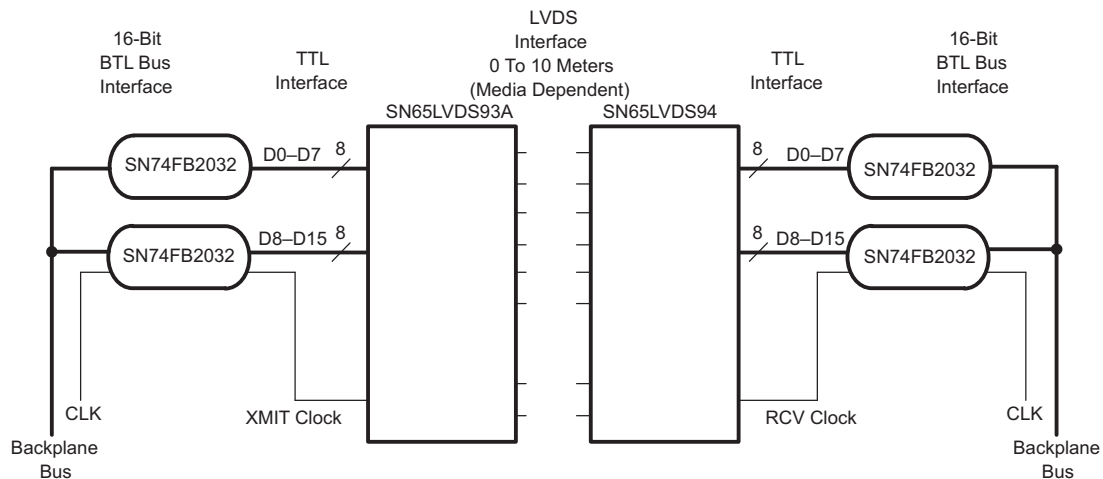 LVDS
Interface
0 To 10 Meters
(Media Dependent)
16-Bit
BTL Bus
Interface
TTL
Interface
TTL
Interface
16-Bit
BTL Bus
Interface
SN65LVDS93A
SN65LVDS94
SN74FB2032
D0–D7
8
8
D0–D7
SN74FB2032
SN74FB2032
D8–D15
8
8
D8–D15
SN74FB2032
CLK
XMIT Clock
RCV Clock
CLK
Backplane
Bus
Backplane
Bus